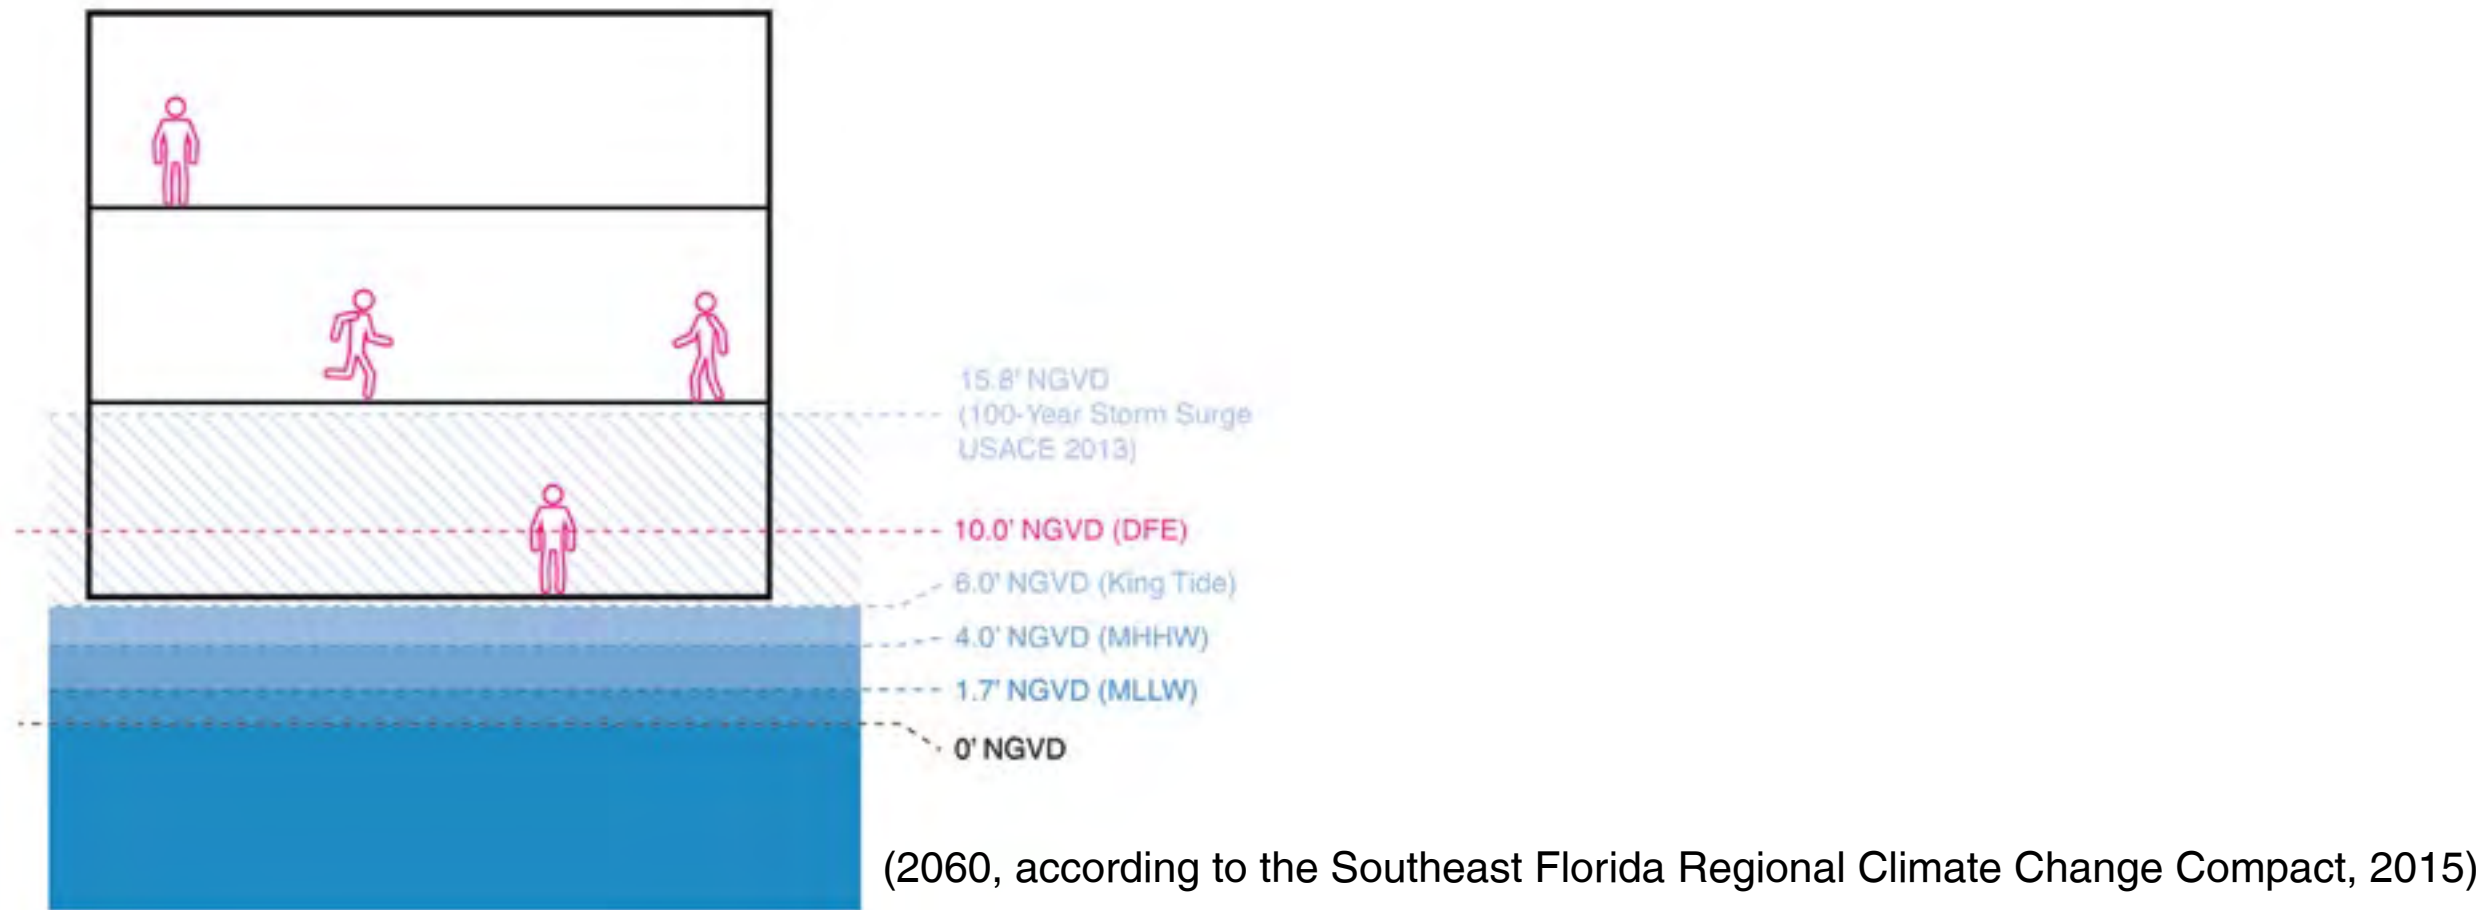 15.8' NGVD
(100-Year Storm Surge
USACE 2013)
10.0' NGVD (DFE)
6.0' NGVD (King Tide)
4.0' NGVD (MHHW)
1.7' NGVD (MLLW)
0' NGVD
(2060, according to the Southeast Florida Regional Climate Change Compact, 2015)